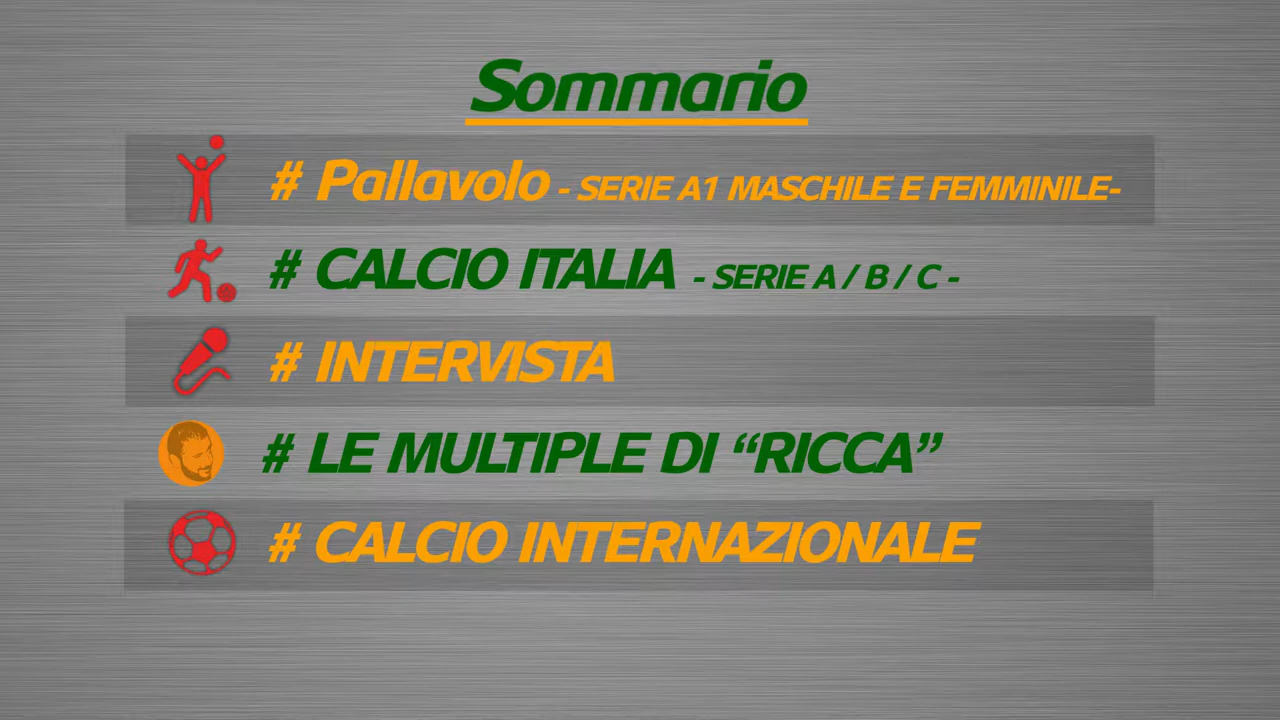 Sommario
# Pallavolo - SERIE A1 MASCHILE E FEMMINILE-
# CALCIO ITALIA - SERIE A / B / C -
# INTERVISTA
# LE MULTIPLE DI “RICCA”
# CALCIO INTERNAZIONALE